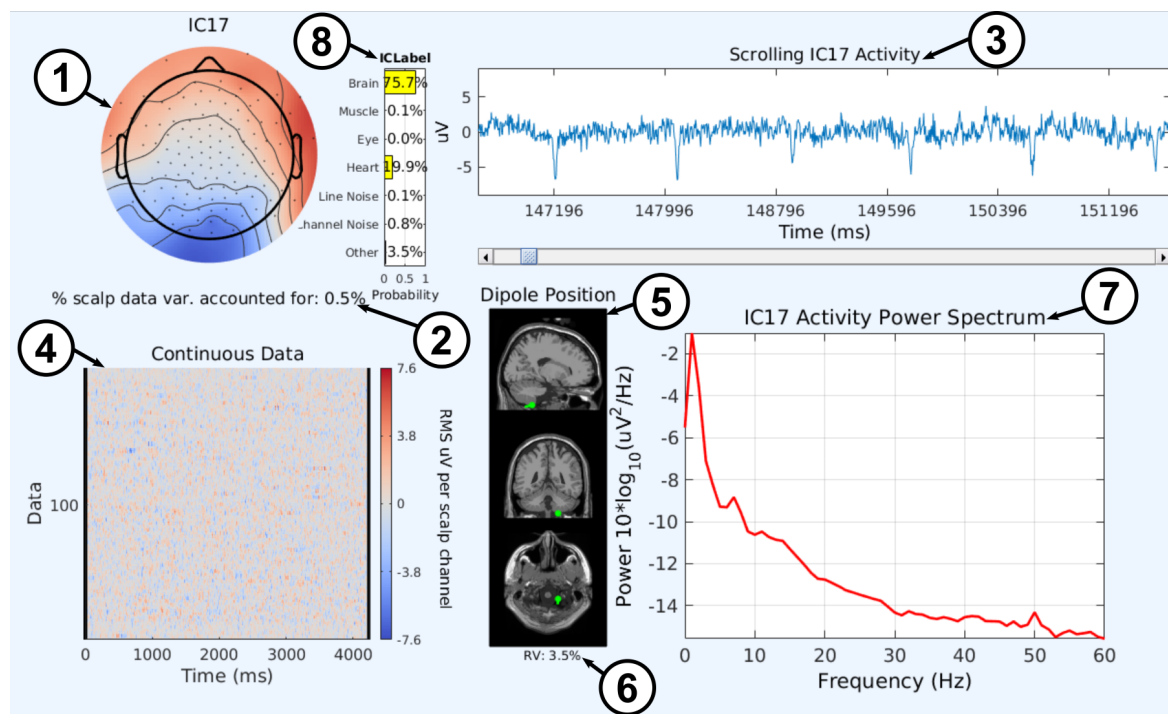 IC17
1
8
ICLabel
Brain 75.7%
Muscle 0.1%
Eye 0.0%
Heart 19.9%
Line Noise 0.1%
Channel Noise 0.8%
Other 3.5%
0 0.5 1
Probability
Scrolling IC17 Activity
3
uV
5
0
-5
147196 147996 148796 149596 150396 151196
Time (ms)
% scalp data var. accounted for: 0.5%
2
4
Continuous Data
Data
100
0 1000 2000 3000 4000
Time (ms)
7.6
3.8
0
-3.8
-7.6
RMS uV per scalp channel
Dipole Position
5
RV: 3.5%
6
IC17 Activity Power Spectrum
7
Power 10*log10(uV2/Hz)
-2
-4
-6
-8
-10
-12
-14
0 10 20 30 40 50 60
Frequency (Hz)